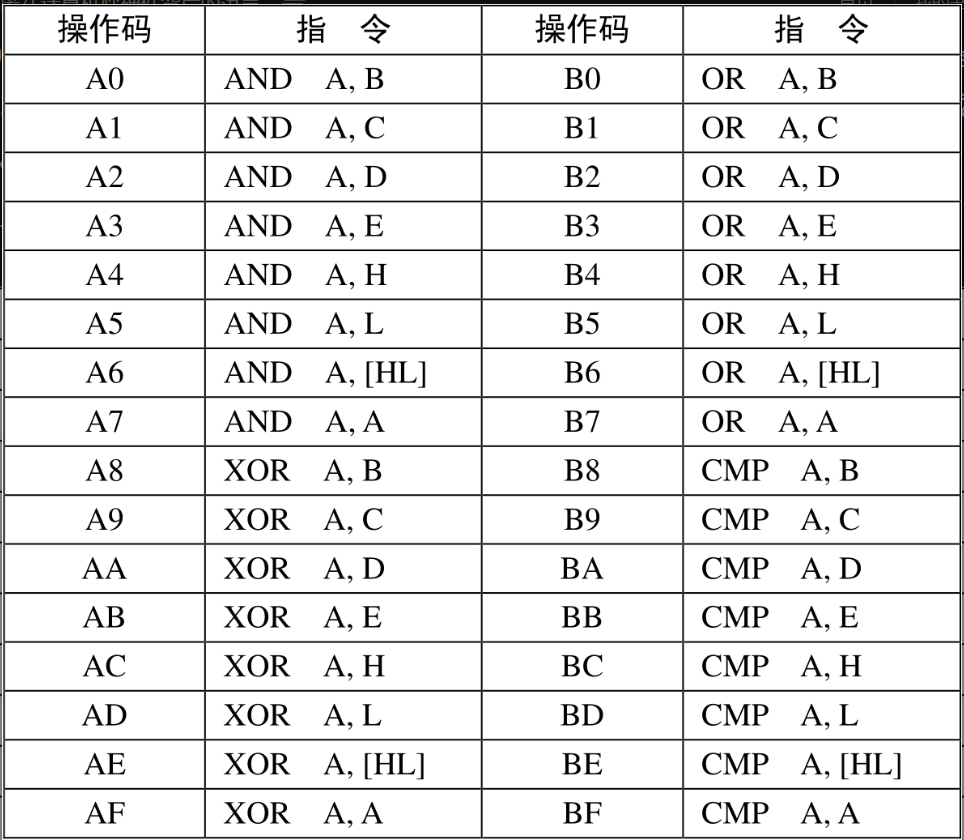 操作码 指 令 操作码 指 令
A0 AND A, B B0 OR A, B
A1 AND A, C B1 OR A, C
A2 AND A, D B2 OR A, D
A3 AND A, E B3 OR A, E
A4 AND A, H B4 OR A, H
A5 AND A, L B5 OR A, L
A6 AND A, [HL] B6 OR A, [HL]
A7 AND A, A B7 OR A, A
A8 XOR A, B B8 CMP A, B
A9 XOR A, C B9 CMP A, C
AA XOR A, D BA CMP A, D
AB XOR A, E BB CMP A, E
AC XOR A, H BC CMP A, H
AD XOR A, L BD CMP A, L
AE XOR A, [HL] BE CMP A, [HL]
AF XOR A, A BF CMP A, A